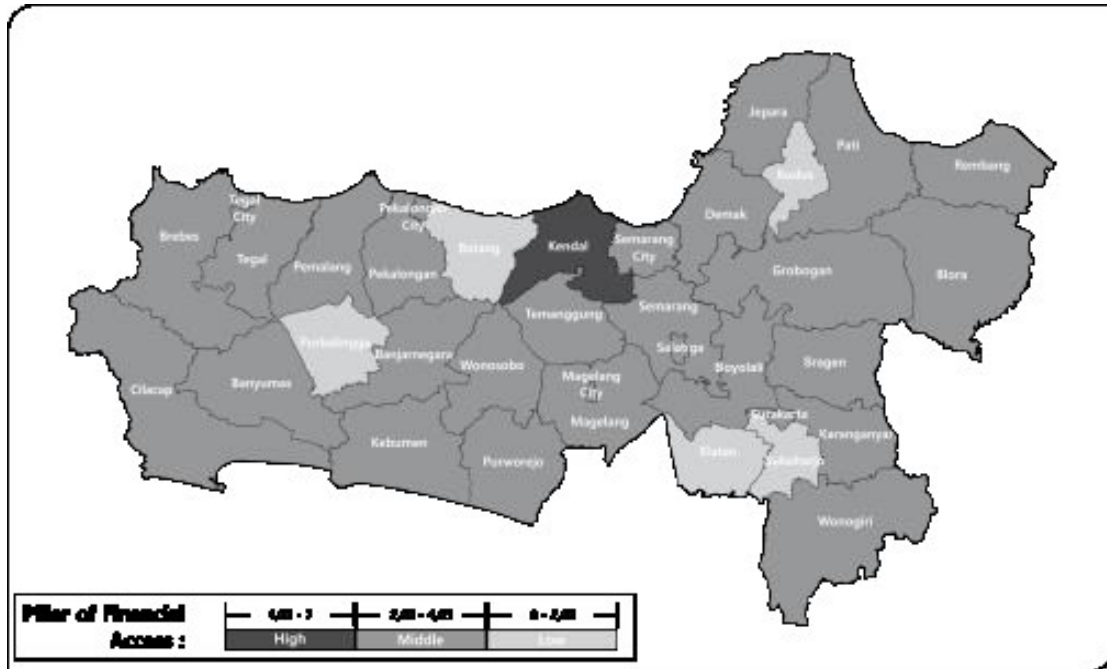 Jepara
Pati
Rembang
Kudus
Tegal
City
Pekalongan
City
Demak
Brebes
Batang
Kendal
Semarang
City
Tegal
Pemalang
Pekalongan
Grobogan
Blora
Temanggung
Semarang
Purbalingga
Banjarnegara
Wonosobo
Salatiga
Boyolali
Sragen
Cilacap
Banyumas
Magelang
City
Magelang
Surakarta
Karanganyar
Kebumen
Purworejo
Klaten
Sukoharjo
Wonogiri
Pillar of Financial
Access :
High
Middle
Low